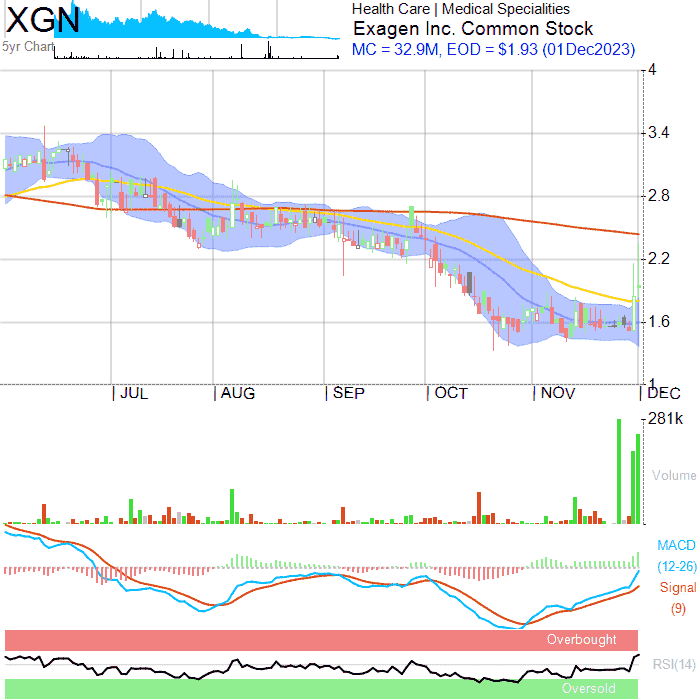 XGN
5yr Chart
Health Care | Medical Specialities
Exagen Inc. Common Stock
MC = 32.9M, EOD = $1.93 (01Dec2023)
4
3.4
2.8
2.2
1.6
1
JUL AUG SEP OCT NOV DEC
281k
Volume
MACD
(12-26)
Signal
(9)
Overbought
RSI(14)
Oversold